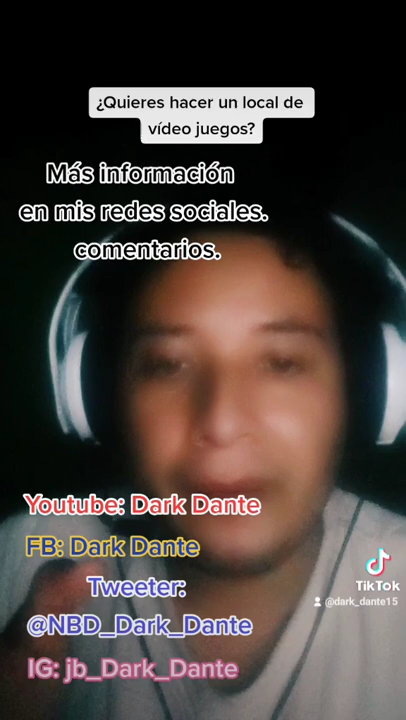 ¿Quieres hacer un local de
vídeo juegos?
Más información
en mis redes sociales.
comentarios.
Youtube: Dark Dante
FB: Dark Dante
Tweeter:
@NBD_Dark_Dante
IG: jb_Dark_Dante
TikTok
@dark_dante15